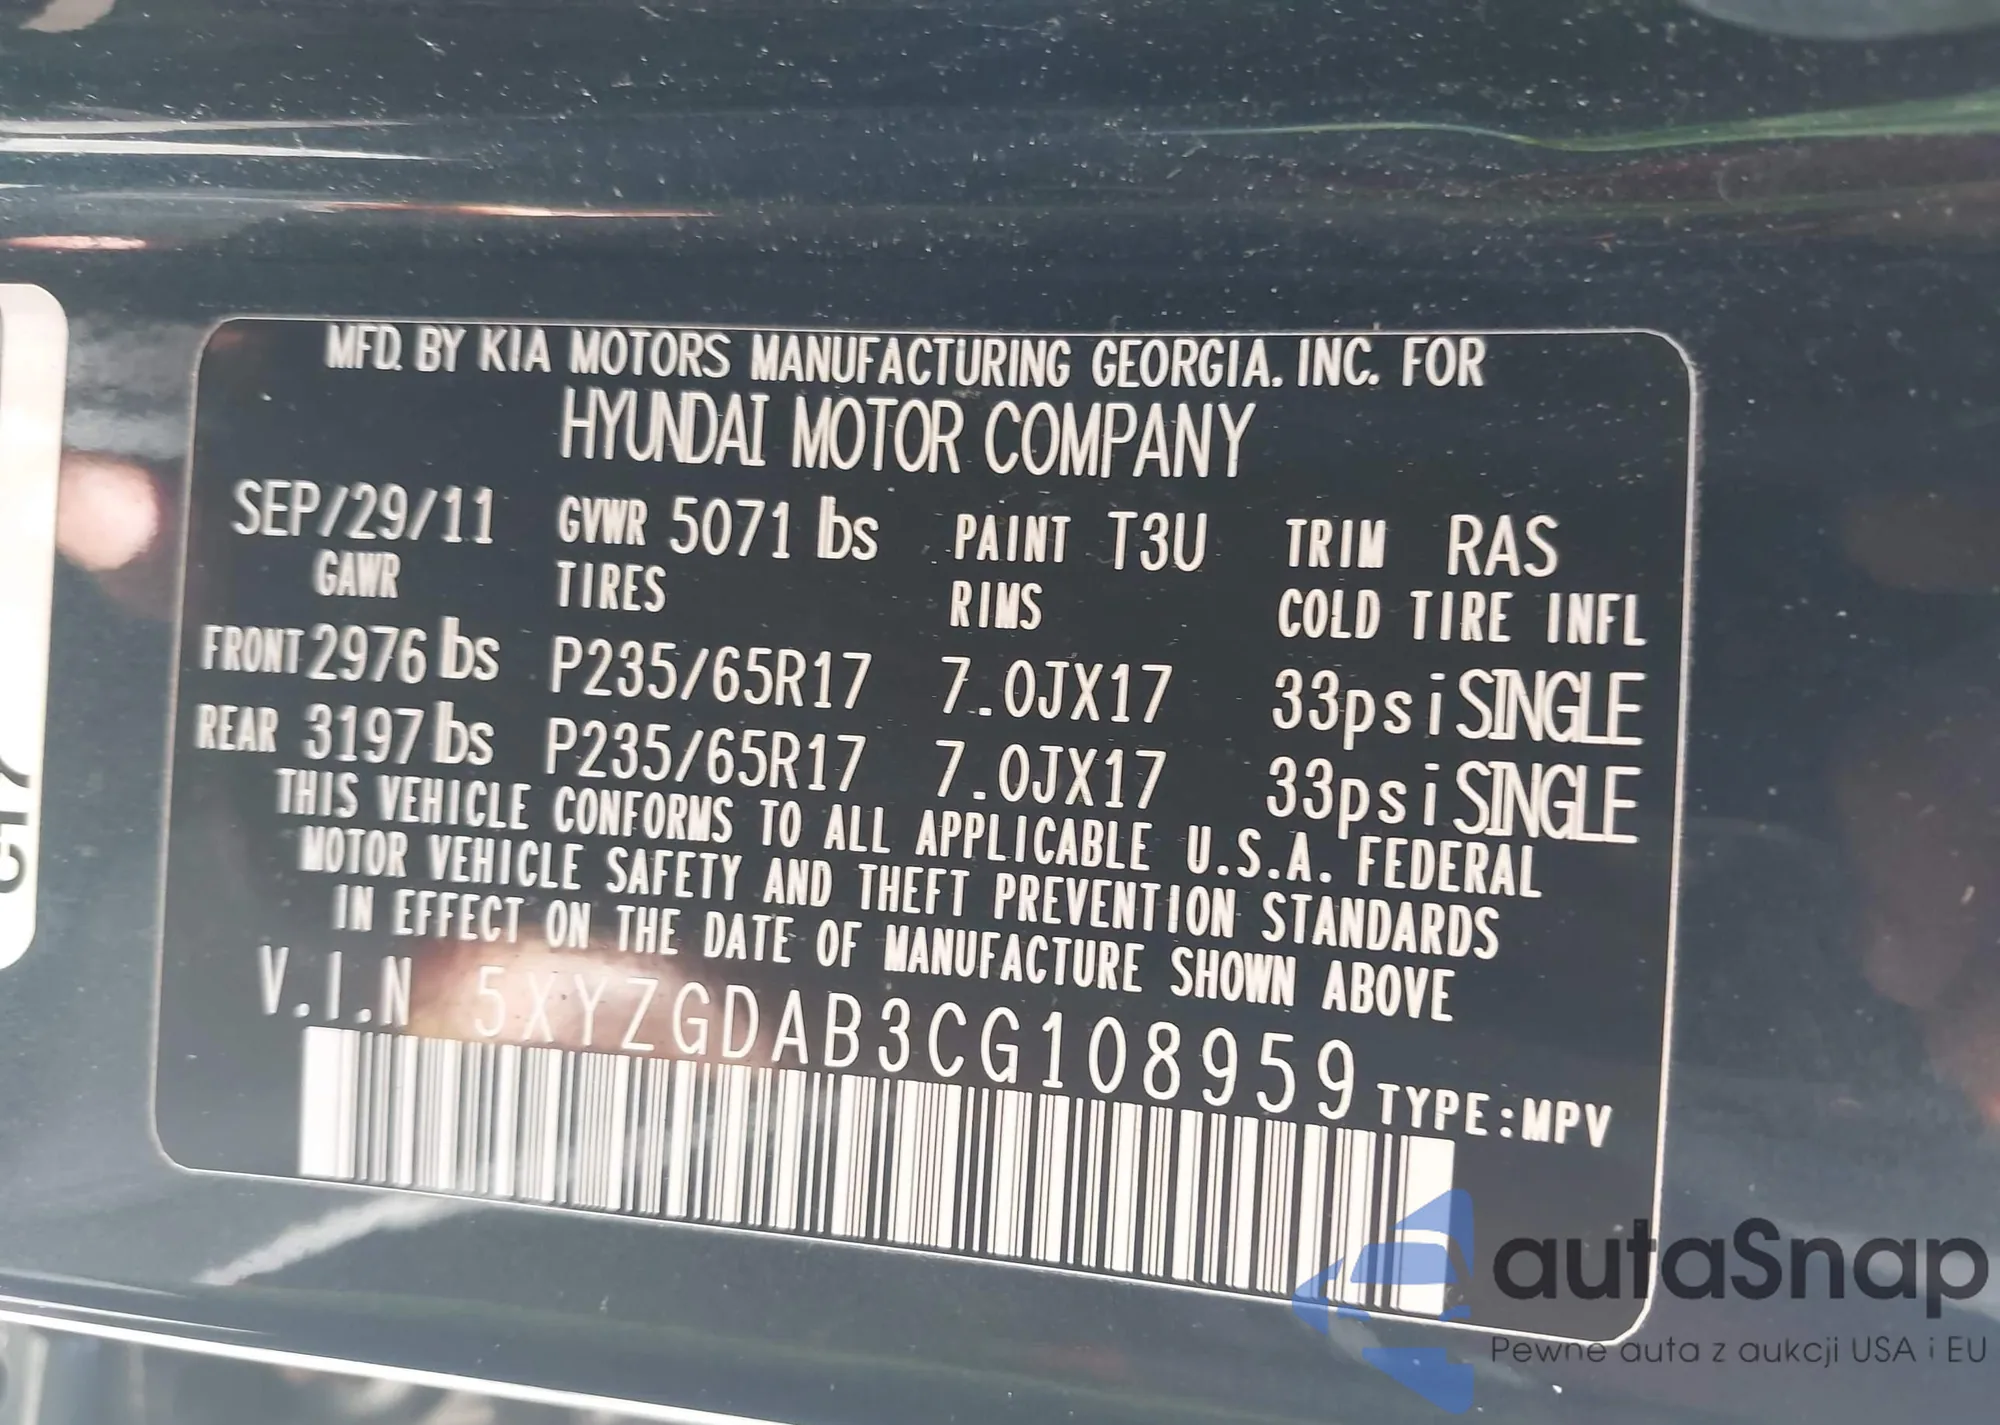 MFD. BY KIA MOTORS MANUFACTURING GEORGIA. INC. FOR
HYUNDAI MOTOR COMPANY
SEP/29/11 GVWR 5071 lbs PAINT T3U TRIM RAS
GAWR TIRES RIMS COLD TIRE INFL
FRONT 2976 lbs P235/65R17 7.0JX17 33psi SINGLE
REAR 3197 lbs P235/65R17 7.0JX17 33psi SINGLE
THIS VEHICLE CONFORMS TO ALL APPLICABLE U.S.A. FEDERAL
MOTOR VEHICLE SAFETY AND THEFT PREVENTION STANDARDS
IN EFFECT ON THE DATE OF MANUFACTURE SHOWN ABOVE
V.I.N 5XYZGDAB3CG108959 TYPE:MPV
autaSnap
Pewne auta z aukcji USA i EU